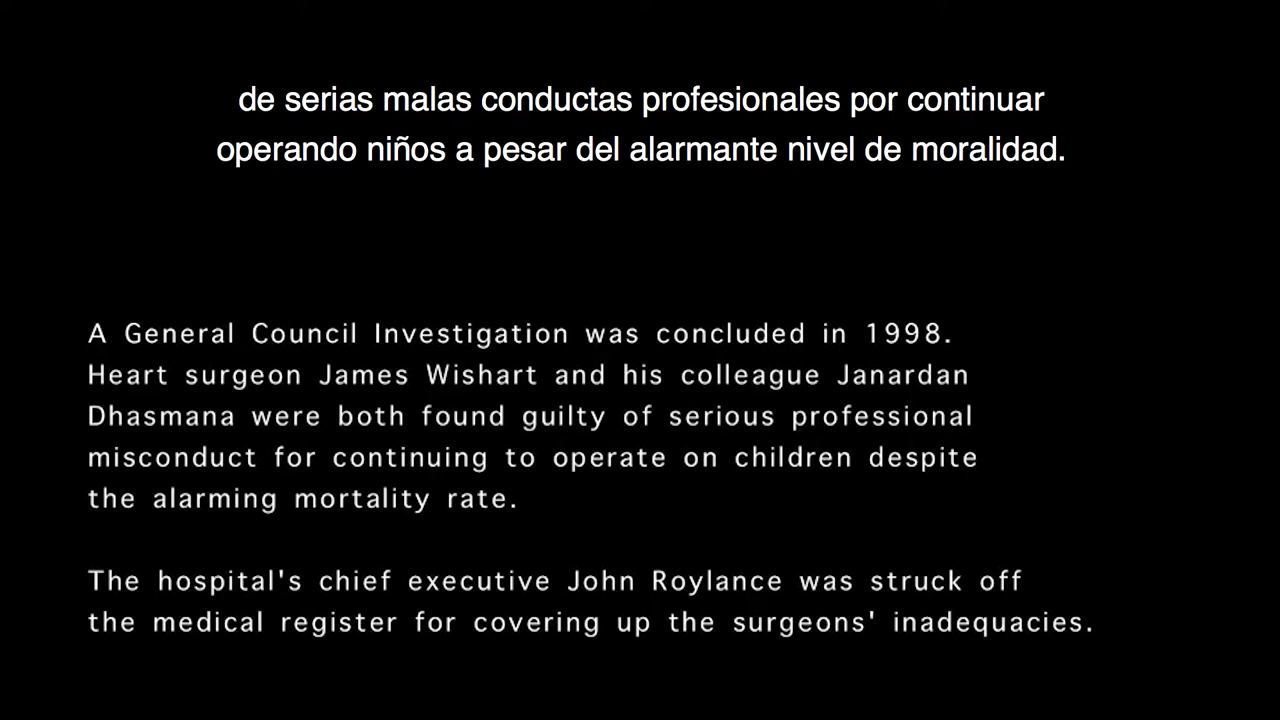 de serias malas conductas profesionales por continuar
operando niños a pesar del alarmante nivel de moralidad.
A General Council Investigation was concluded in 1998.
Heart surgeon James Wishart and his colleague Janardan
Dhasmana were both found guilty of serious professional
misconduct for continuing to operate on children despite
the alarming mortality rate.
The hospital's chief executive John Roylance was struck off
the medical register for covering up the surgeons' inadequacies.